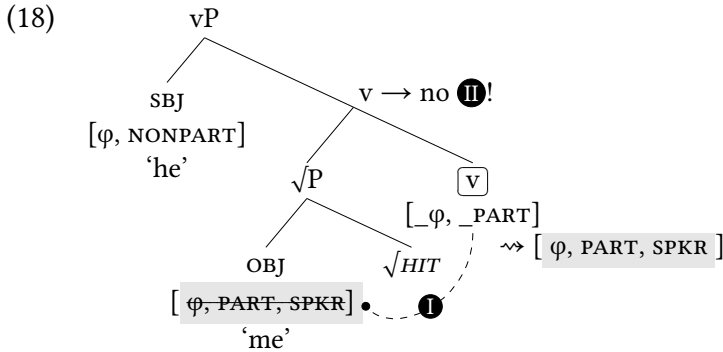 (18)
vP
SBJ
[φ, NONPART]
'he'
v → no II!
√P
v
[_φ, _PART]
⇝ [ φ, PART, SPKR ]
OBJ
√HIT
[ φ, PART, SPKR ]
I
'me'